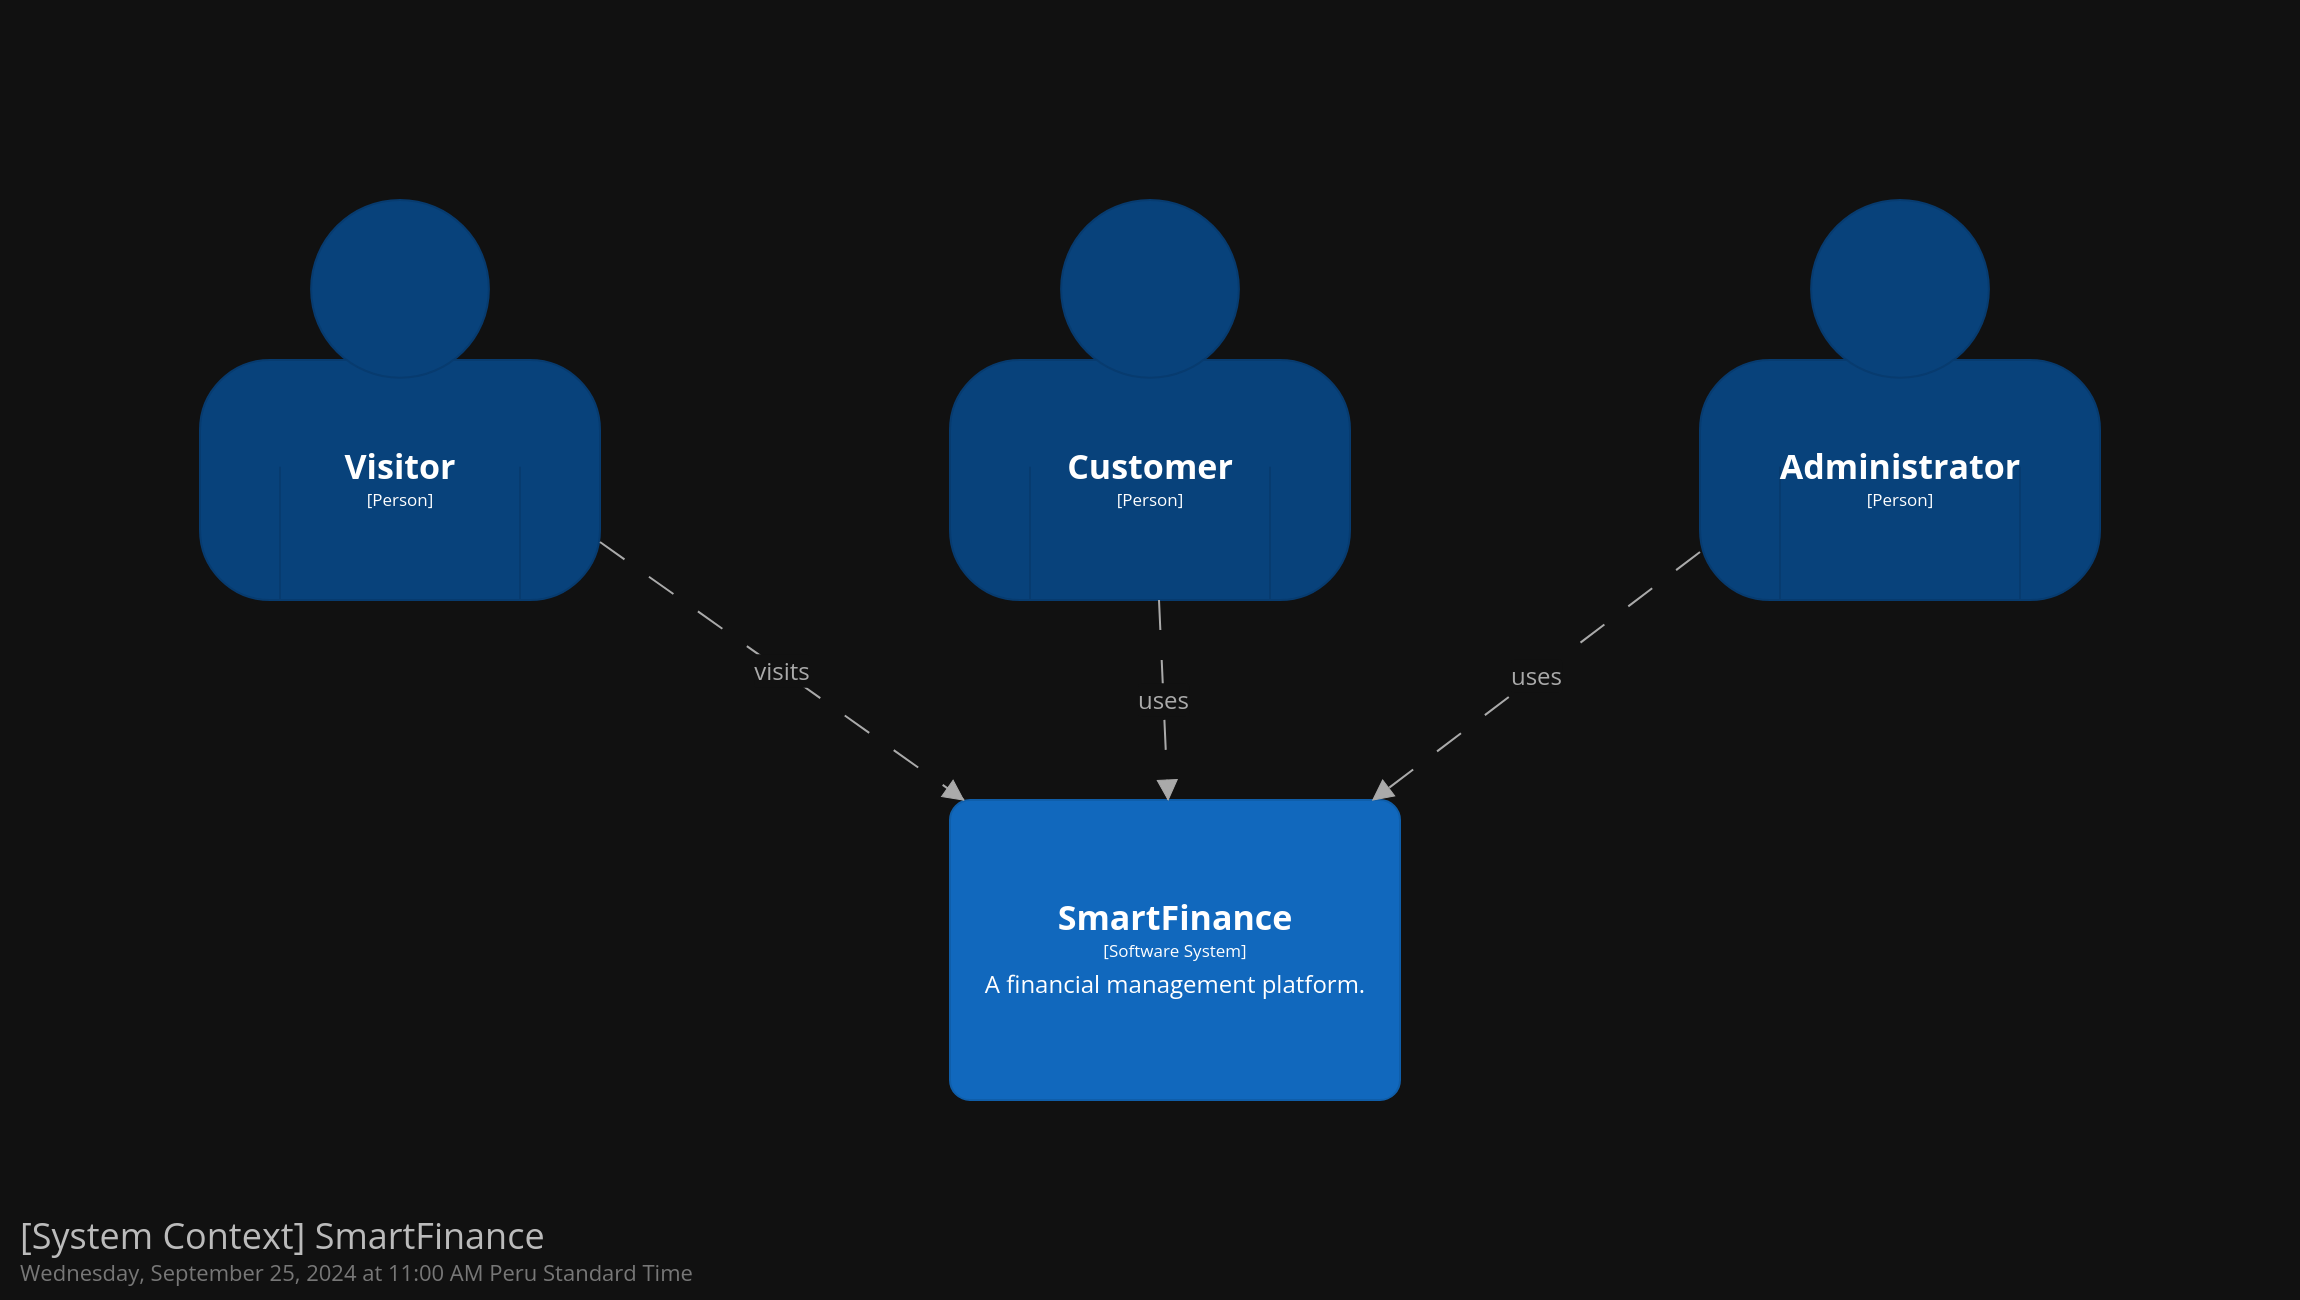 Visitor
[Person]
Customer
[Person]
Administrator
[Person]
visits
uses
uses
SmartFinance
[Software System]
A financial management platform.
[System Context] SmartFinance
Wednesday, September 25, 2024 at 11:00 AM Peru Standard Time